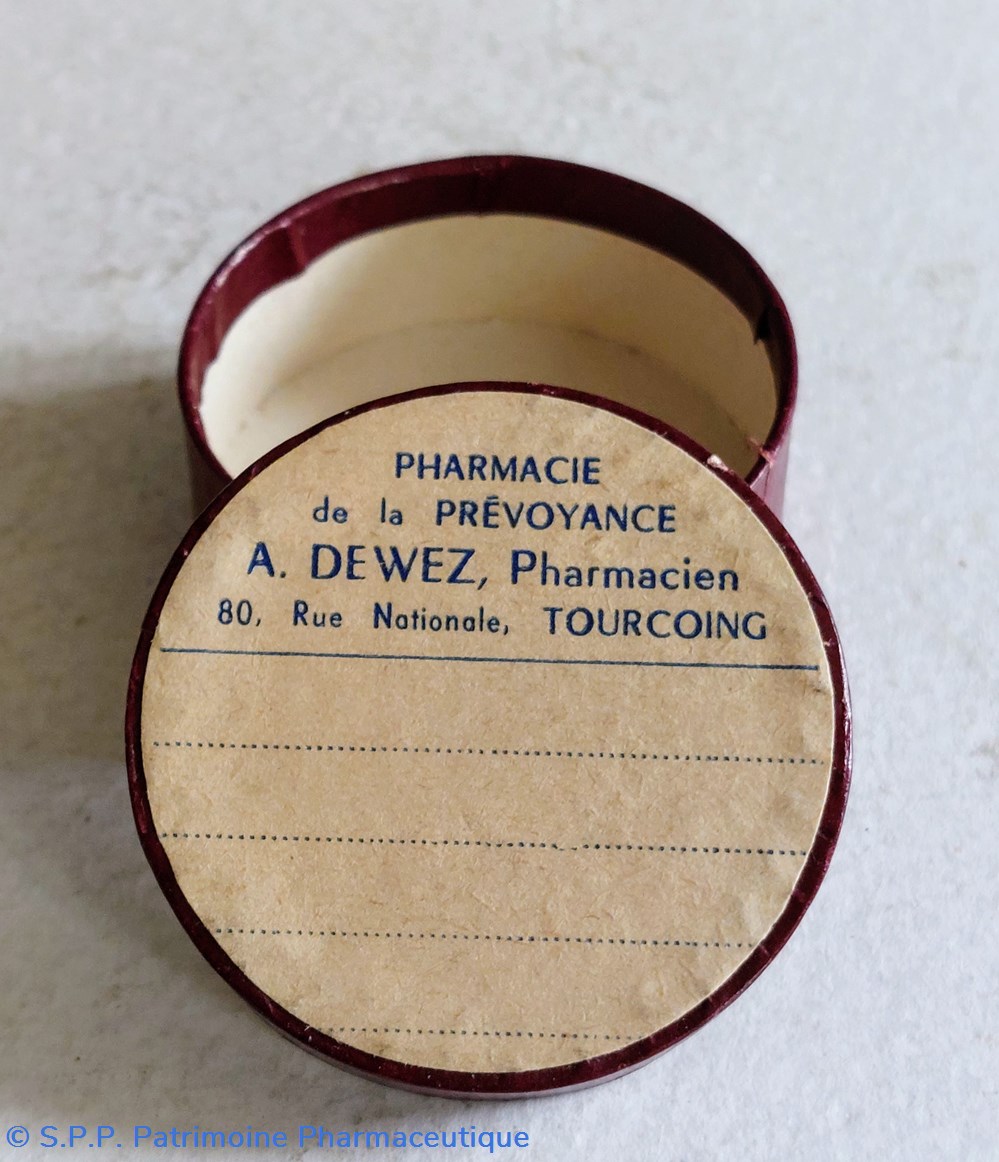 PHARMACIE
de la PRÉVOYANCE
A. DEWEZ, Pharmacien
80, Rue Nationale, TOURCOING
© S.P.P. Patrimoine Pharmaceutique